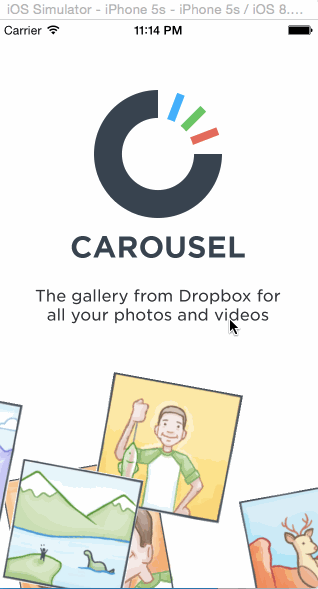 iOS Simulator - iPhone 5s - iPhone 5s / iOS 8....
Carrier
11:14 PM
CAROUSEL
The gallery from Dropbox for
all your photos and videos